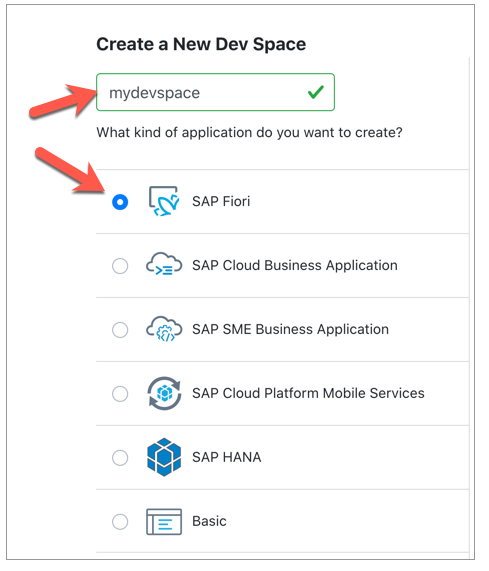 Create a New Dev Space
mydevspace
What kind of application do you want to create?
SAP Fiori
SAP Cloud Business Application
SAP SME Business Application
SAP Cloud Platform Mobile Services
SAP HANA
Basic